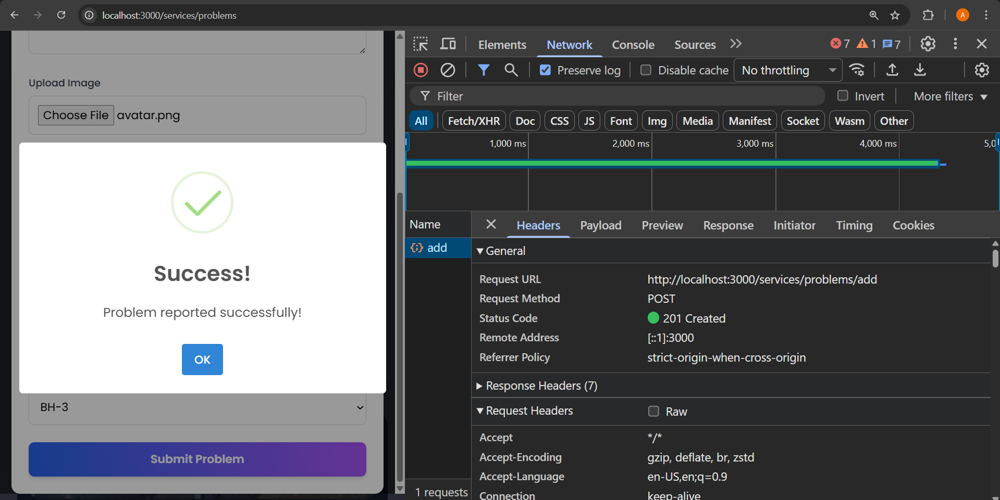 localhost:3000/services/problems
A
Upload Image
Choose File avatar.png
Success!
Problem reported successfully!
OK
BH-3
Submit Problem
Elements Network Console Sources 7 1 7
Preserve log Disable cache No throttling
Filter Invert More filters
All Fetch/XHR Doc CSS JS Font Img Media Manifest Socket Wasm Other
1,000 ms 2,000 ms 3,000 ms 4,000 ms 5,0
Name Headers Payload Preview Response Initiator Timing Cookies
add
General
Request URL http://localhost:3000/services/problems/add
Request Method POST
Status Code 201 Created
Remote Address [::1]:3000
Referrer Policy strict-origin-when-cross-origin
Response Headers (7)
Request Headers Raw
Accept */*
Accept-Encoding gzip, deflate, br, zstd
Accept-Language en-US,en;q=0.9
Connection keep-alive
1 requests